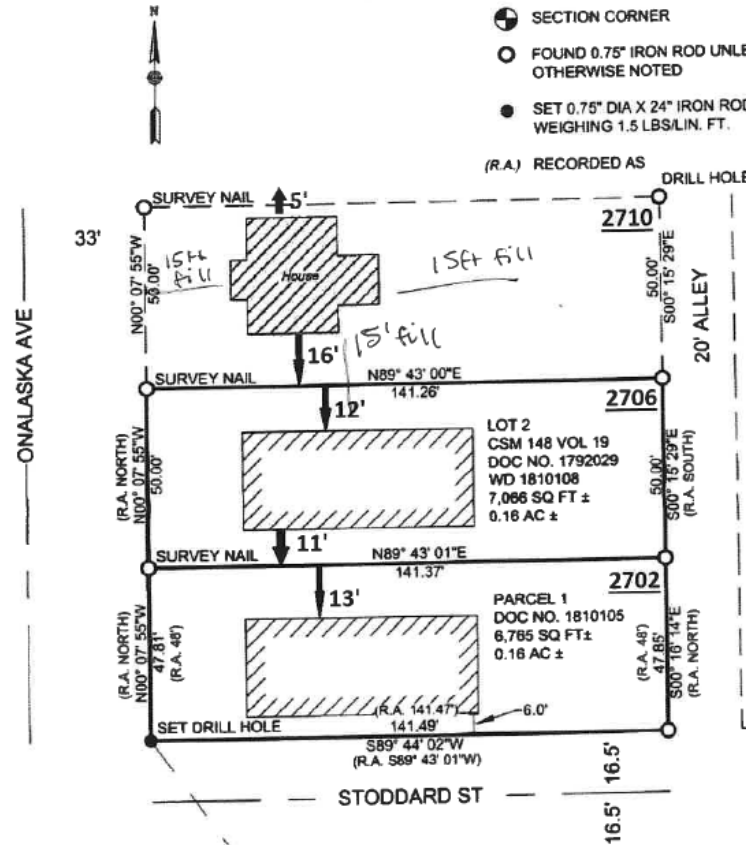 N
SECTION CORNER
FOUND 0.75" IRON ROD UNLE
OTHERWISE NOTED
SET 0.75" DIA X 24" IRON ROD
WEIGHING 1.5 LBS/LIN. FT.
(R.A.) RECORDED AS
DRILL HOLE
SURVEY NAIL
5'
2710
33'
N00° 07' 55"W
50.00'
15ft
fill
House
15ft fill
50.00'
S00° 15' 29"E
20' ALLEY
ONALASKA AVE
16'
15' fill
N89° 43' 00"E
141.26'
SURVEY NAIL
12'
2706
(R.A. NORTH)
N00° 07' 55"W
50.00'
LOT 2
CSM 148 VOL 19
DOC NO. 1792029
WD 1810108
7,066 SQ FT ±
0.16 AC ±
50.00'
S00° 15' 29"E
(R.A. SOUTH)
11'
N89° 43' 01"E
141.37'
SURVEY NAIL
13'
2702
(R.A. NORTH)
N00° 07' 55"W
47.81'
(R.A. 48')
PARCEL 1
DOC NO. 1810105
6,765 SQ FT±
0.16 AC ±
(R.A. 48')
47.85'
S00° 16' 14"E
(R.A. NORTH)
(R.A. 141.47')
6.0'
SET DRILL HOLE
141.49'
S89° 44' 02"W
(R.A. S89° 43' 01"W)
STODDARD ST
16.5'
16.5'